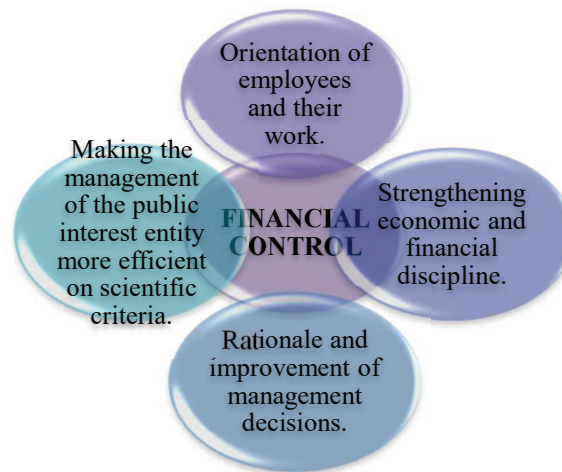 Orientation of
employees
and their
work.
Making the
management
of the public
interest entity
more efficient
on scientific
criteria.
FINANCIAL
CONTROL
Strengthening
economic and
financial
discipline.
Rationale and
improvement of
management
decisions.